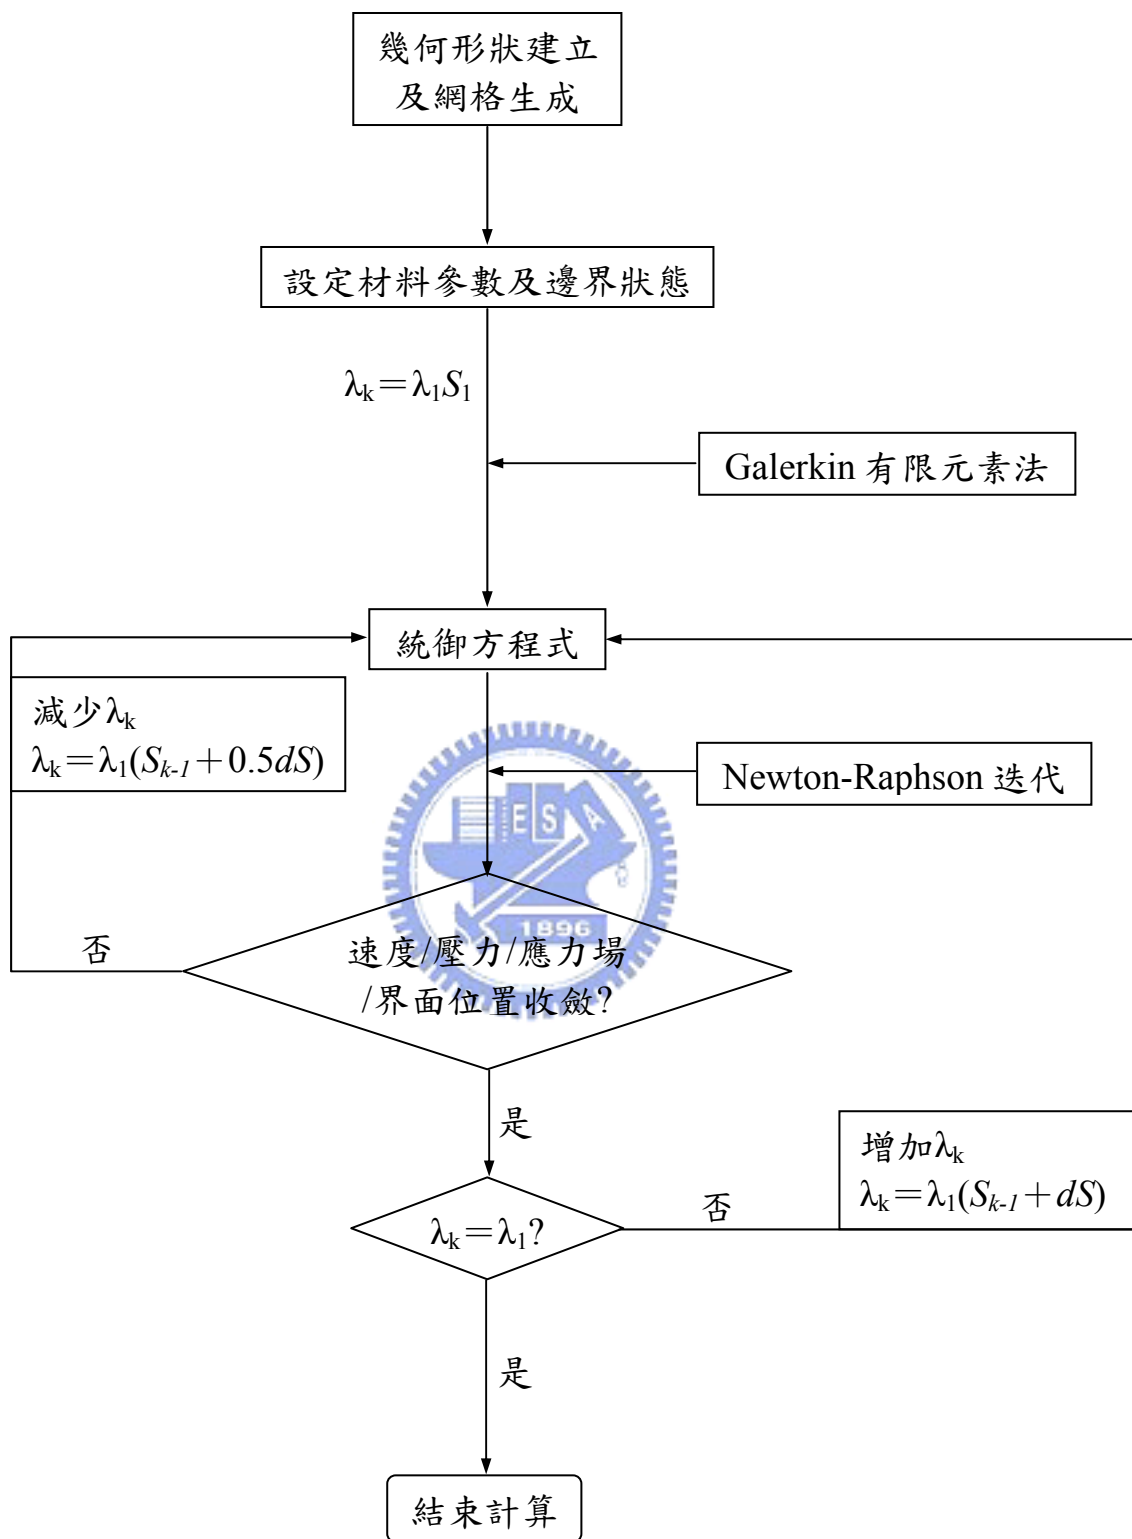 幾何形狀建立
及網格生成
設定材料參數及邊界狀態
λk＝λ1S1
Galerkin 有限元素法
統御方程式
減少λk
λk＝λ1(Sk-1＋0.5dS)
Newton-Raphson 迭代
ESA
1896
速度/壓力/應力場
/界面位置收斂?
否
是
增加λk
λk＝λ1(Sk-1＋dS)
λk＝λ1?
否
是
結束計算